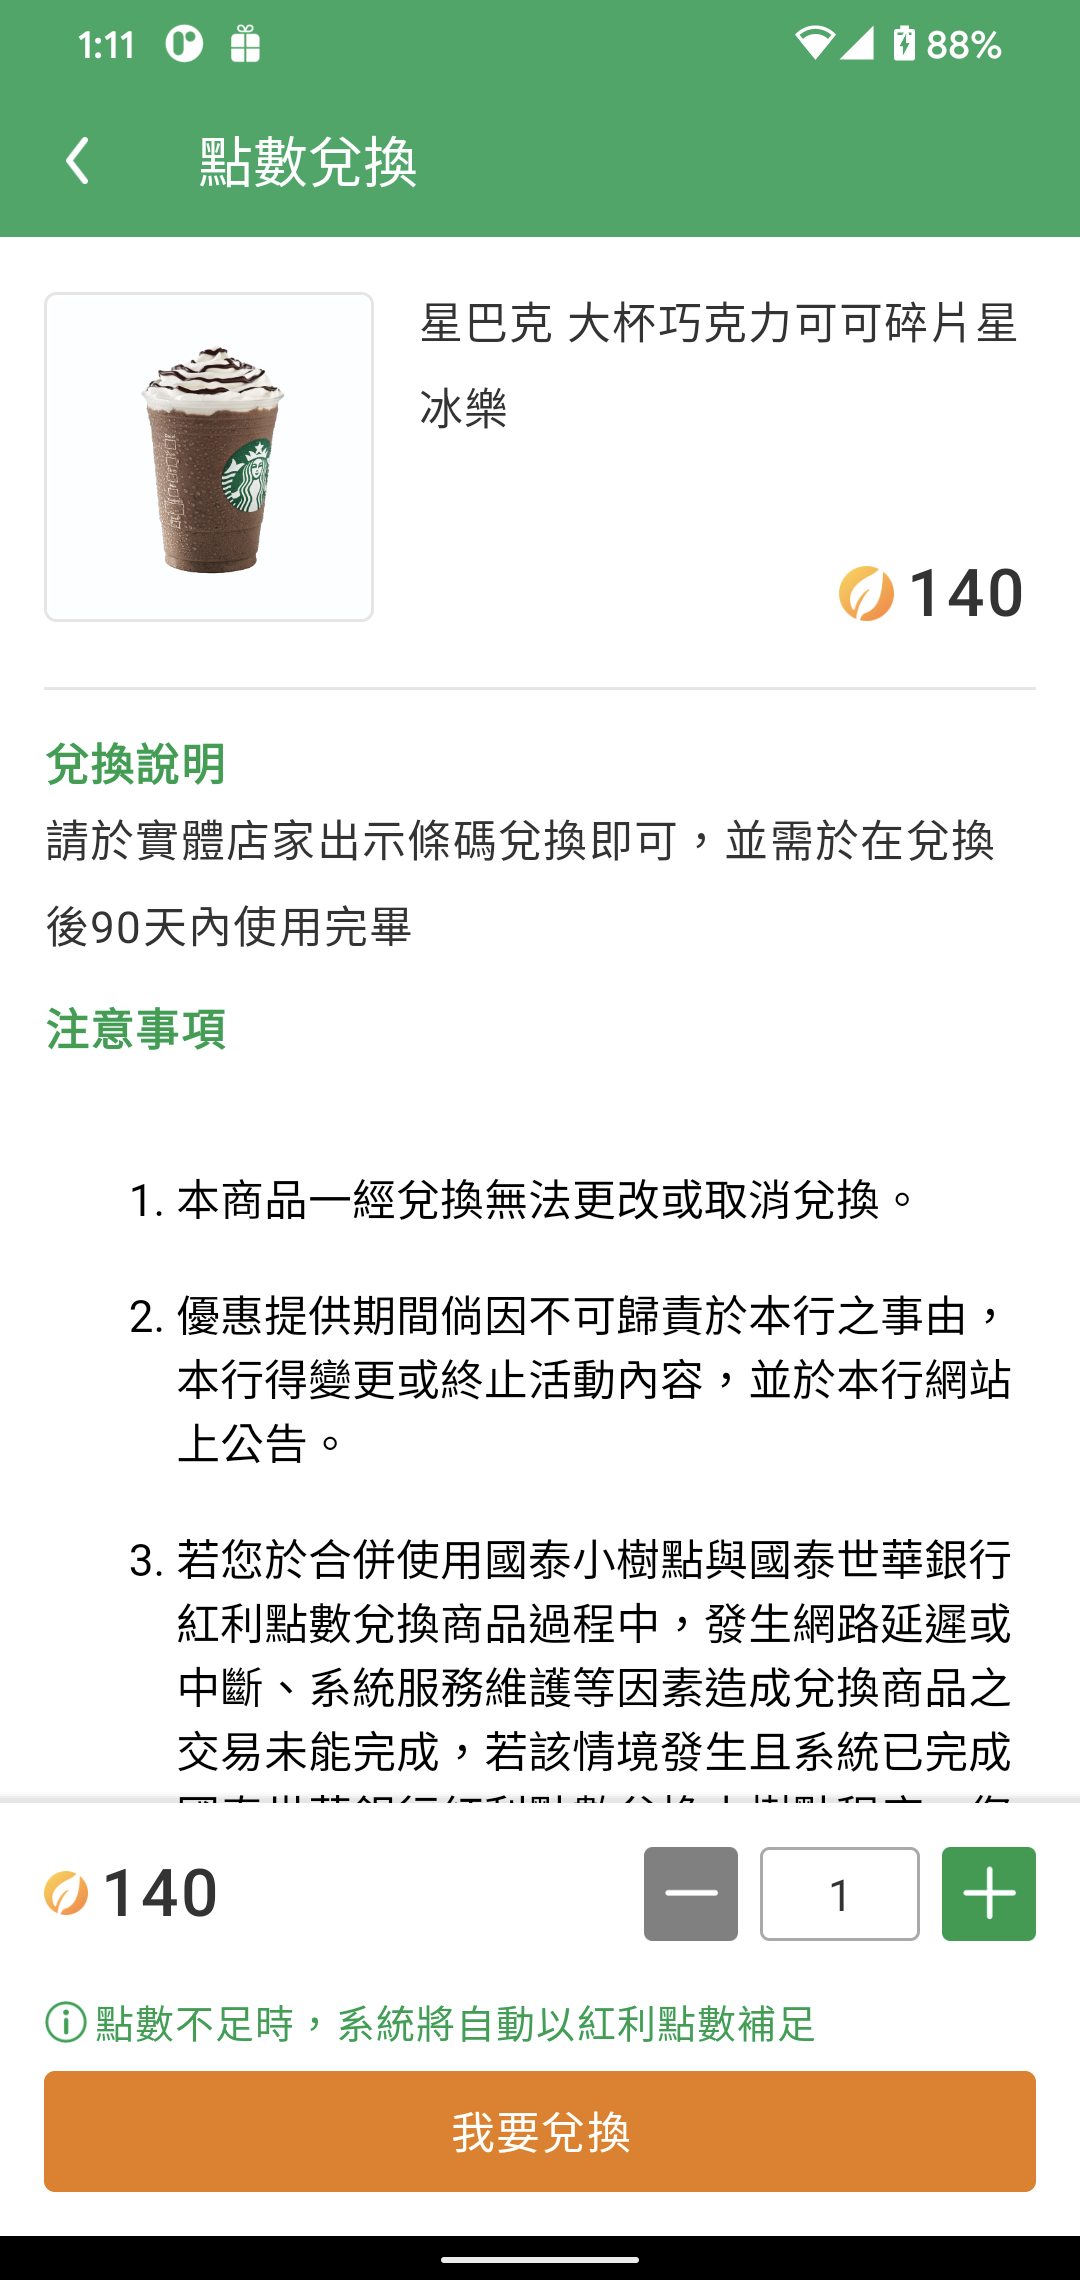 1:11
88%
點數兌換
星巴克 大杯巧克力可可碎片星
冰樂
140
兌換說明
請於實體店家出示條碼兌換即可，並需於在兌換
後90天內使用完畢
注意事項
1. 本商品一經兌換無法更改或取消兌換。
2. 優惠提供期間倘因不可歸責於本行之事由，
本行得變更或終止活動內容，並於本行網站
上公告。
3. 若您於合併使用國泰小樹點與國泰世華銀行
紅利點數兌換商品過程中，發生網路延遲或
中斷、系統服務維護等因素造成兌換商品之
交易未能完成，若該情境發生且系統已完成
140
1
點數不足時，系統將自動以紅利點數補足
我要兌換